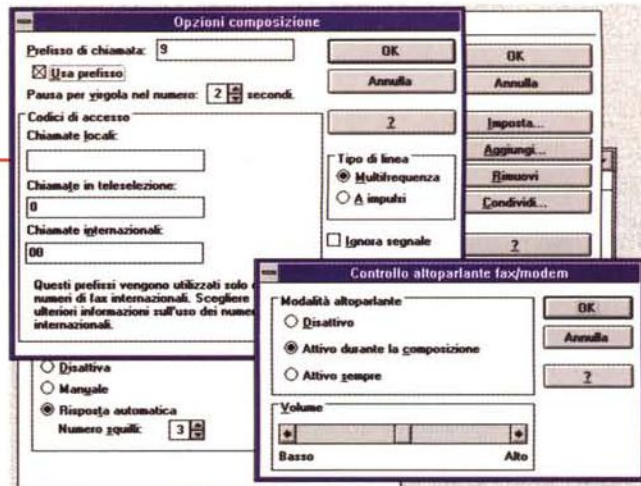 Opzioni composizione
Prefisso di chiamata: 9
Usa prefisso
Pausa per virgola nel numero: 2 secondi.
Codici di accesso
Chiamate locali:
Chiamate in teleselezione:
0
Chiamate internazionali:
00
Questi prefissi vengono utilizzati solo
numeri di fax internazionali. Scegliere
ulteriori informazioni sull'uso dei nume
internazionali.
OK
Annulla
?
Tipo di linea
Multifrequenza
A impulsi
Ignora segnale
OK
Annulla
Imposta...
Aggiungi...
Rimuovi
Condividi...
?
Disattiva
Manuale
Risposta automatica
Numero squilli: 3
Controllo altoparlante fax/modem
Modalità altoparlante
Disattivo
Attivo durante la composizione
Attivo sempre
Volume
Basso Alto
OK
Annulla
?